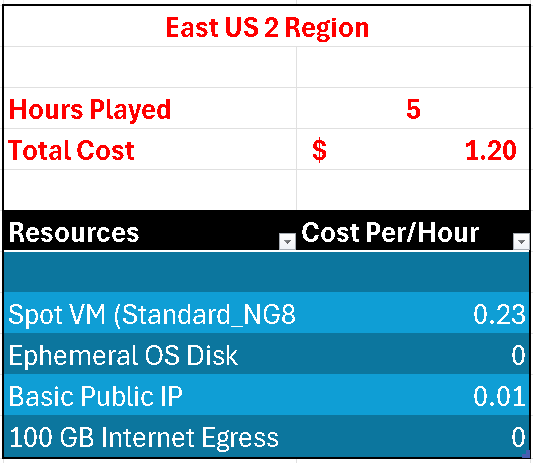 East US 2 Region
Hours Played 5
Total Cost $ 1.20
Resources Cost Per/Hour
Spot VM (Standard_NG8 0.23
Ephemeral OS Disk 0
Basic Public IP 0.01
100 GB Internet Egress 0